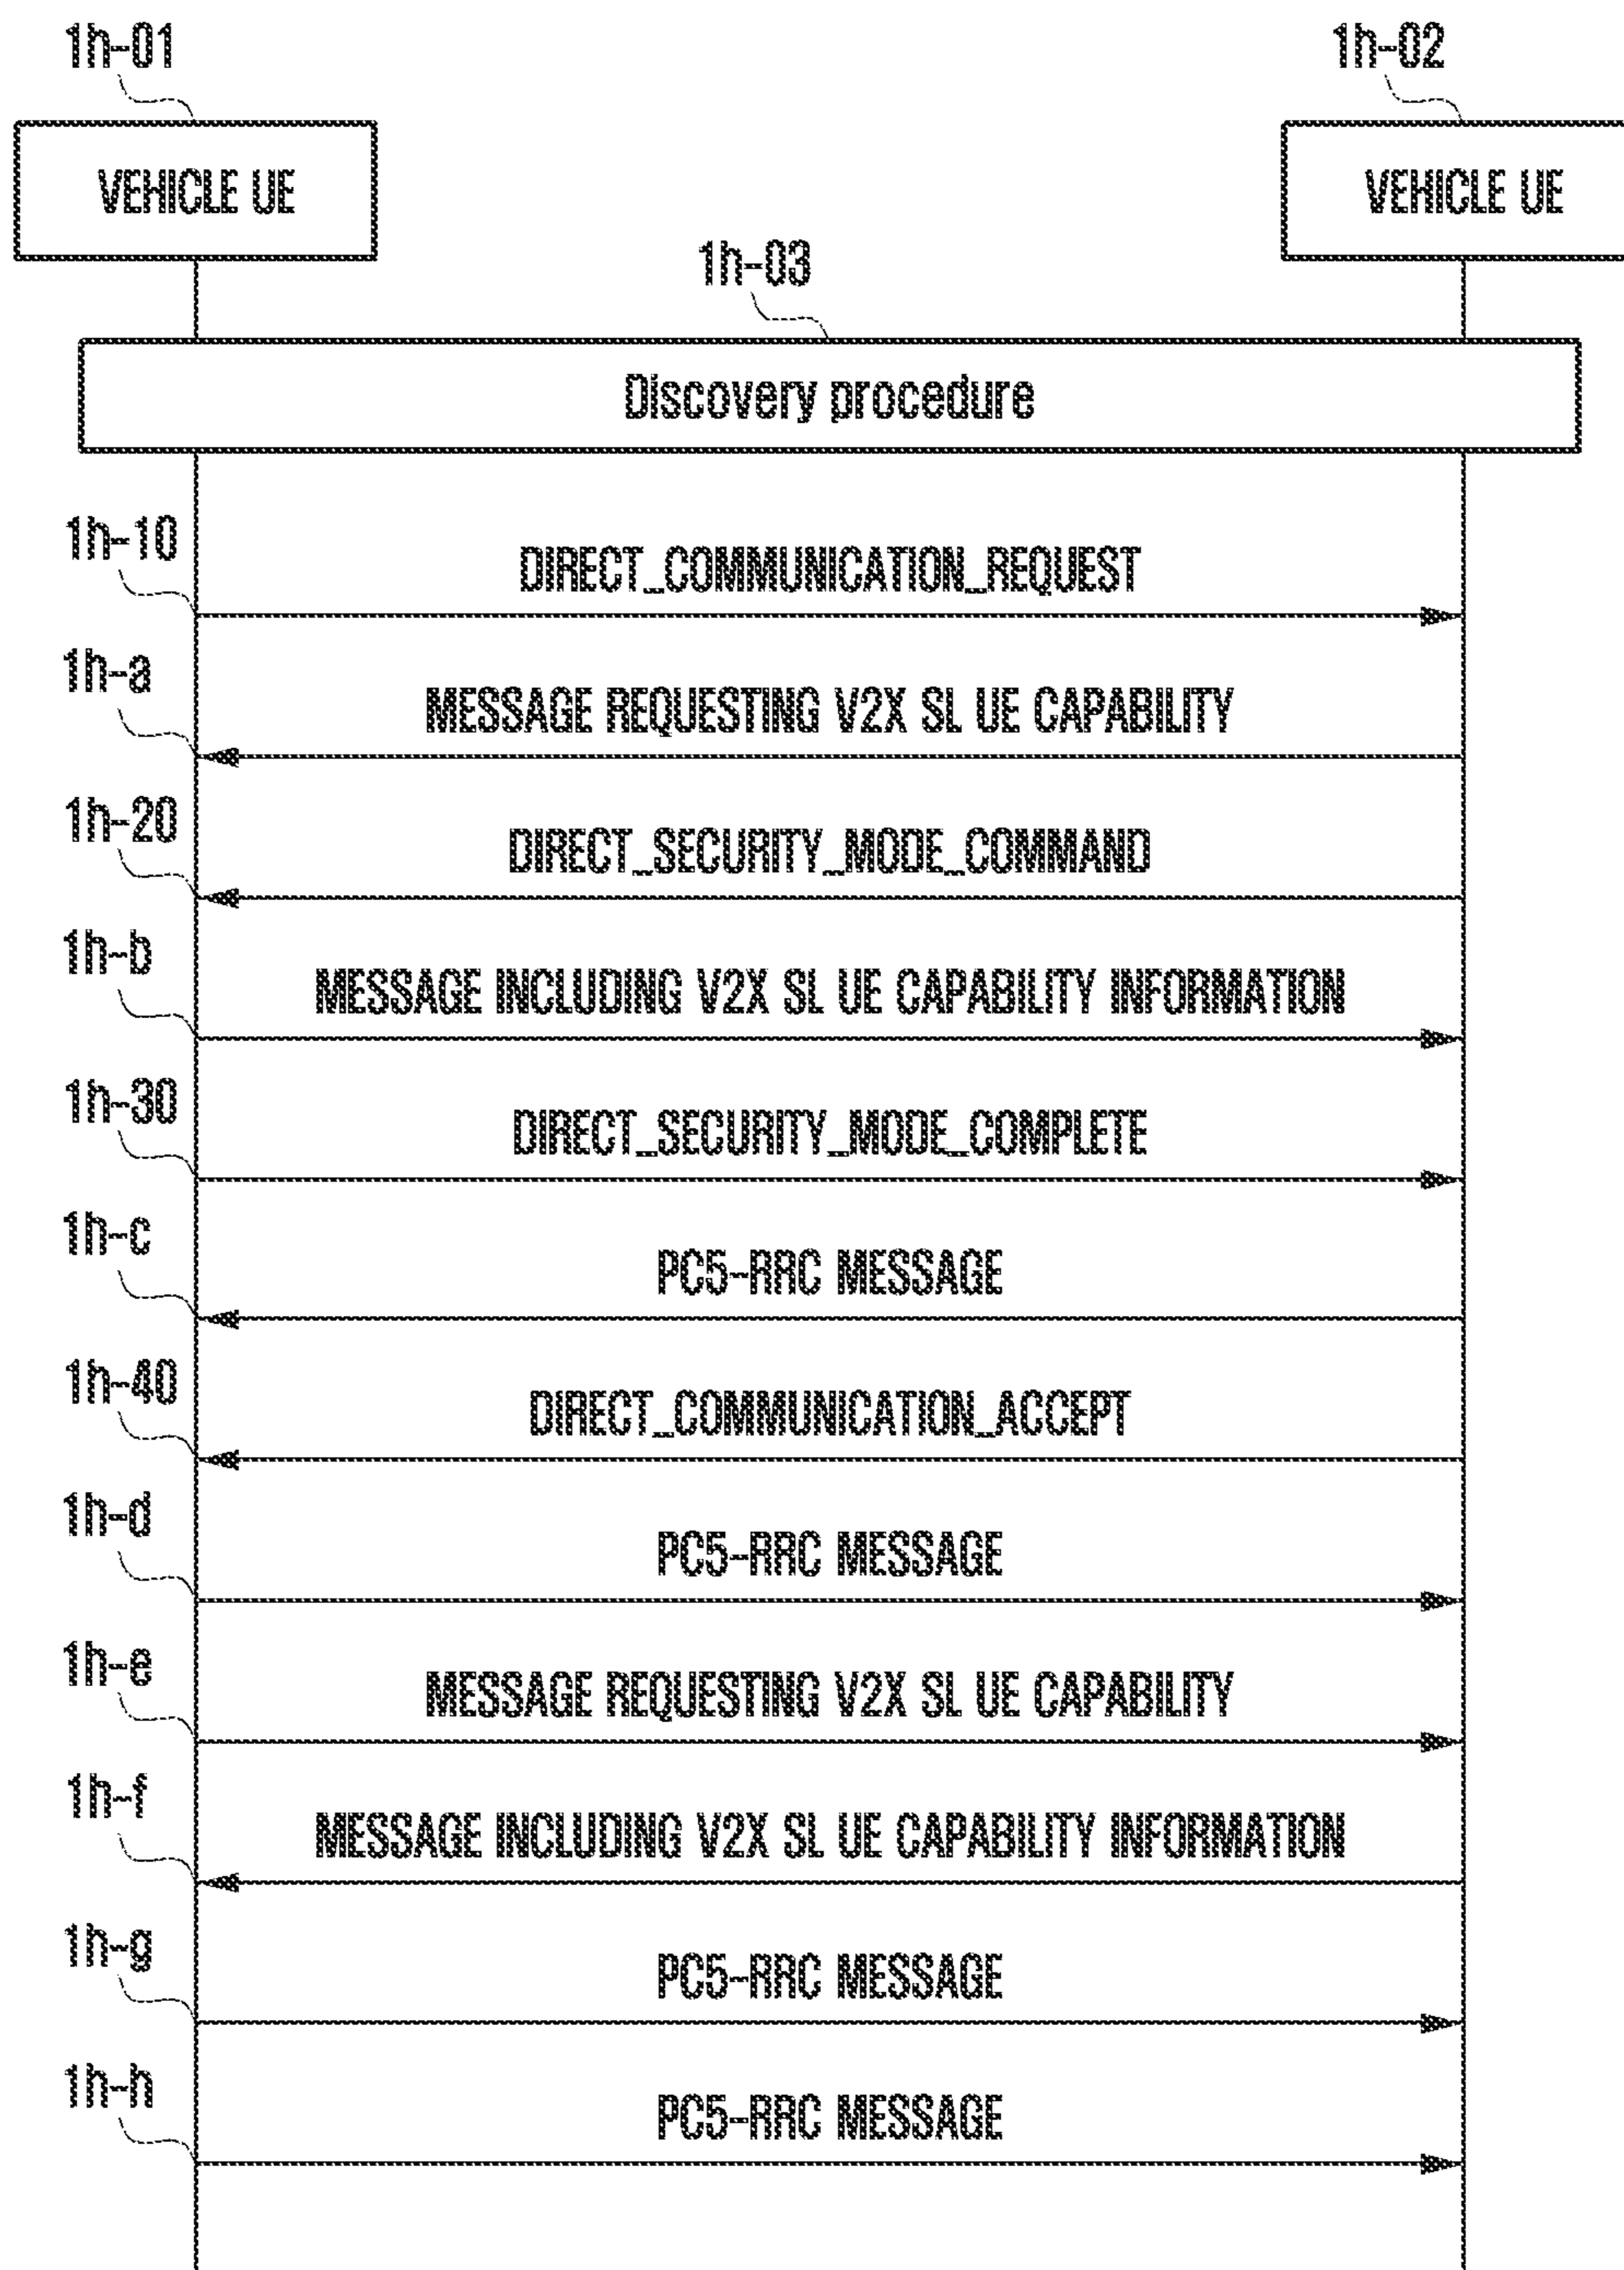 1h-01
1h-02
VEHICLE UE
VEHICLE UE
1h-03
Discovery procedure
1h-10
DIRECT_COMMUNICATION_REQUEST
1h-a
MESSAGE REQUESTING V2X SL UE CAPABILITY
1h-20
DIRECT_SECURITY_MODE_COMMAND
1h-b
MESSAGE INCLUDING V2X SL UE CAPABILITY INFORMATION
1h-30
DIRECT_SECURITY_MODE_COMPLETE
1h-c
PC5-RRC MESSAGE
1h-40
DIRECT_COMMUNICATION_ACCEPT
1h-d
PC5-RRC MESSAGE
1h-e
MESSAGE REQUESTING V2X SL UE CAPABILITY
1h-f
MESSAGE INCLUDING V2X SL UE CAPABILITY INFORMATION
1h-g
PC5-RRC MESSAGE
1h-h
PC5-RRC MESSAGE